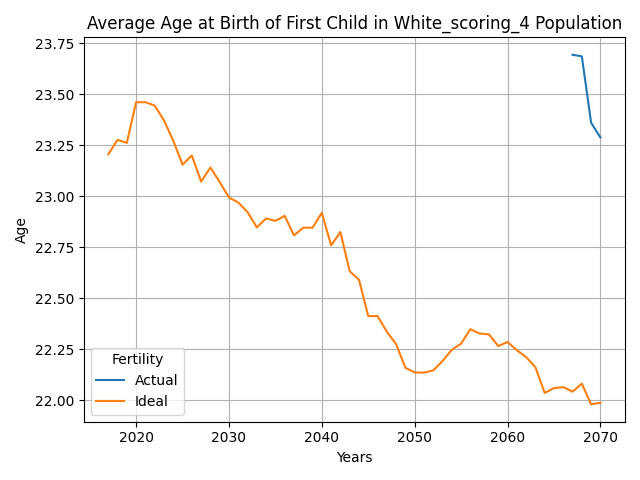 Average Age at Birth of First Child in White_scoring_4 Population
23.75
23.50
23.25
23.00
22.75
22.50
22.25
22.00
Age
Fertility
Actual
Ideal
2020 2030 2040 2050 2060 2070
Years